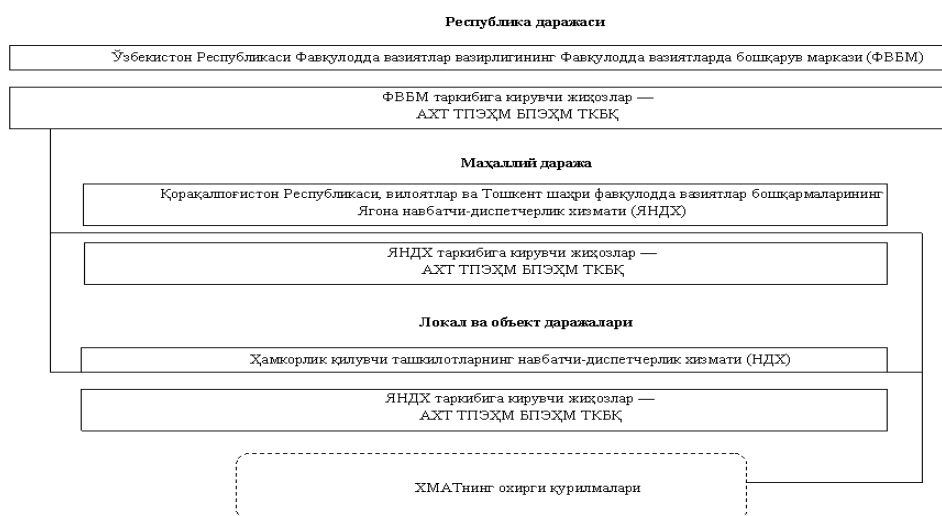 Республика даражаси
Ўзбекистон Республикаси Фавқулодда вазиятлар вазирлигининг Фавқулодда вазиятларда бошқарув маркази (ФВБМ)
ФВБМ таркибига кирувчи жиҳозлар —
АХТ ТПЭҲМ БПЭҲМ ТКБҚ
Маҳаллий даража
Қорақалпоғистон Республикаси, вилоятлар ва Тошкент шаҳри фавқулодда вазиятлар бошқармаларининг
Ягона навбатчи-диспетчерлик хизмати (ЯНДХ)
ЯНДХ таркибига кирувчи жиҳозлар —
АХТ ТПЭҲМ БПЭҲМ ТКБҚ
Локал ва объект даражалари
Ҳамкорлик қилувчи ташкилотларнинг навбатчи-диспетчерлик хизмати (НДХ)
ЯНДХ таркибига кирувчи жиҳозлар —
АХТ ТПЭҲМ БПЭҲМ ТКБҚ
ХМАТнинг охирги қурилмалари